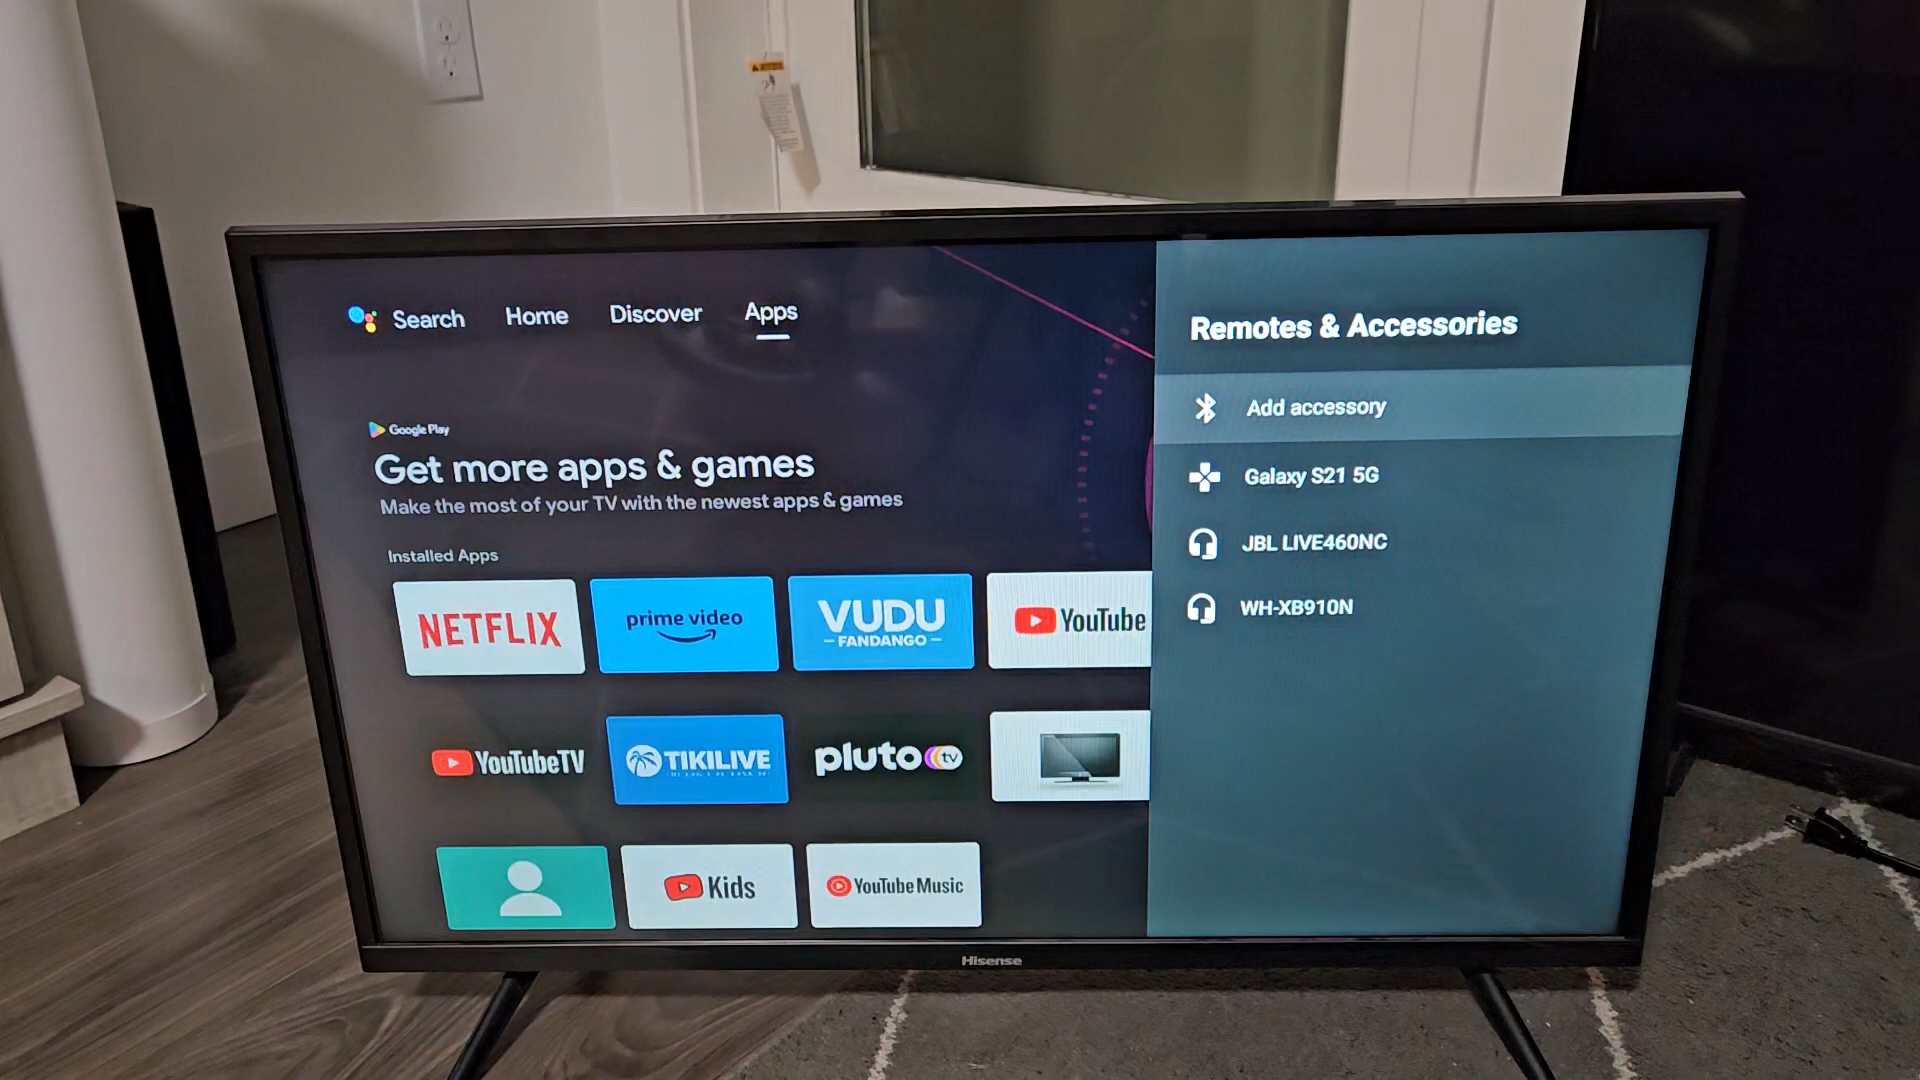 Search Home Discover Apps
Google Play
Get more apps & games
Make the most of your TV with the newest apps & games
Installed Apps
NETFLIX
prime video
VUDU
FANDANGO
YouTube
YouTubeTV
TIKILIVE
pluto tv
Kids
YouTube Music
Remotes & Accessories
Add accessory
Galaxy S21 5G
JBL LIVE460NC
WH-XB910N
Hisense